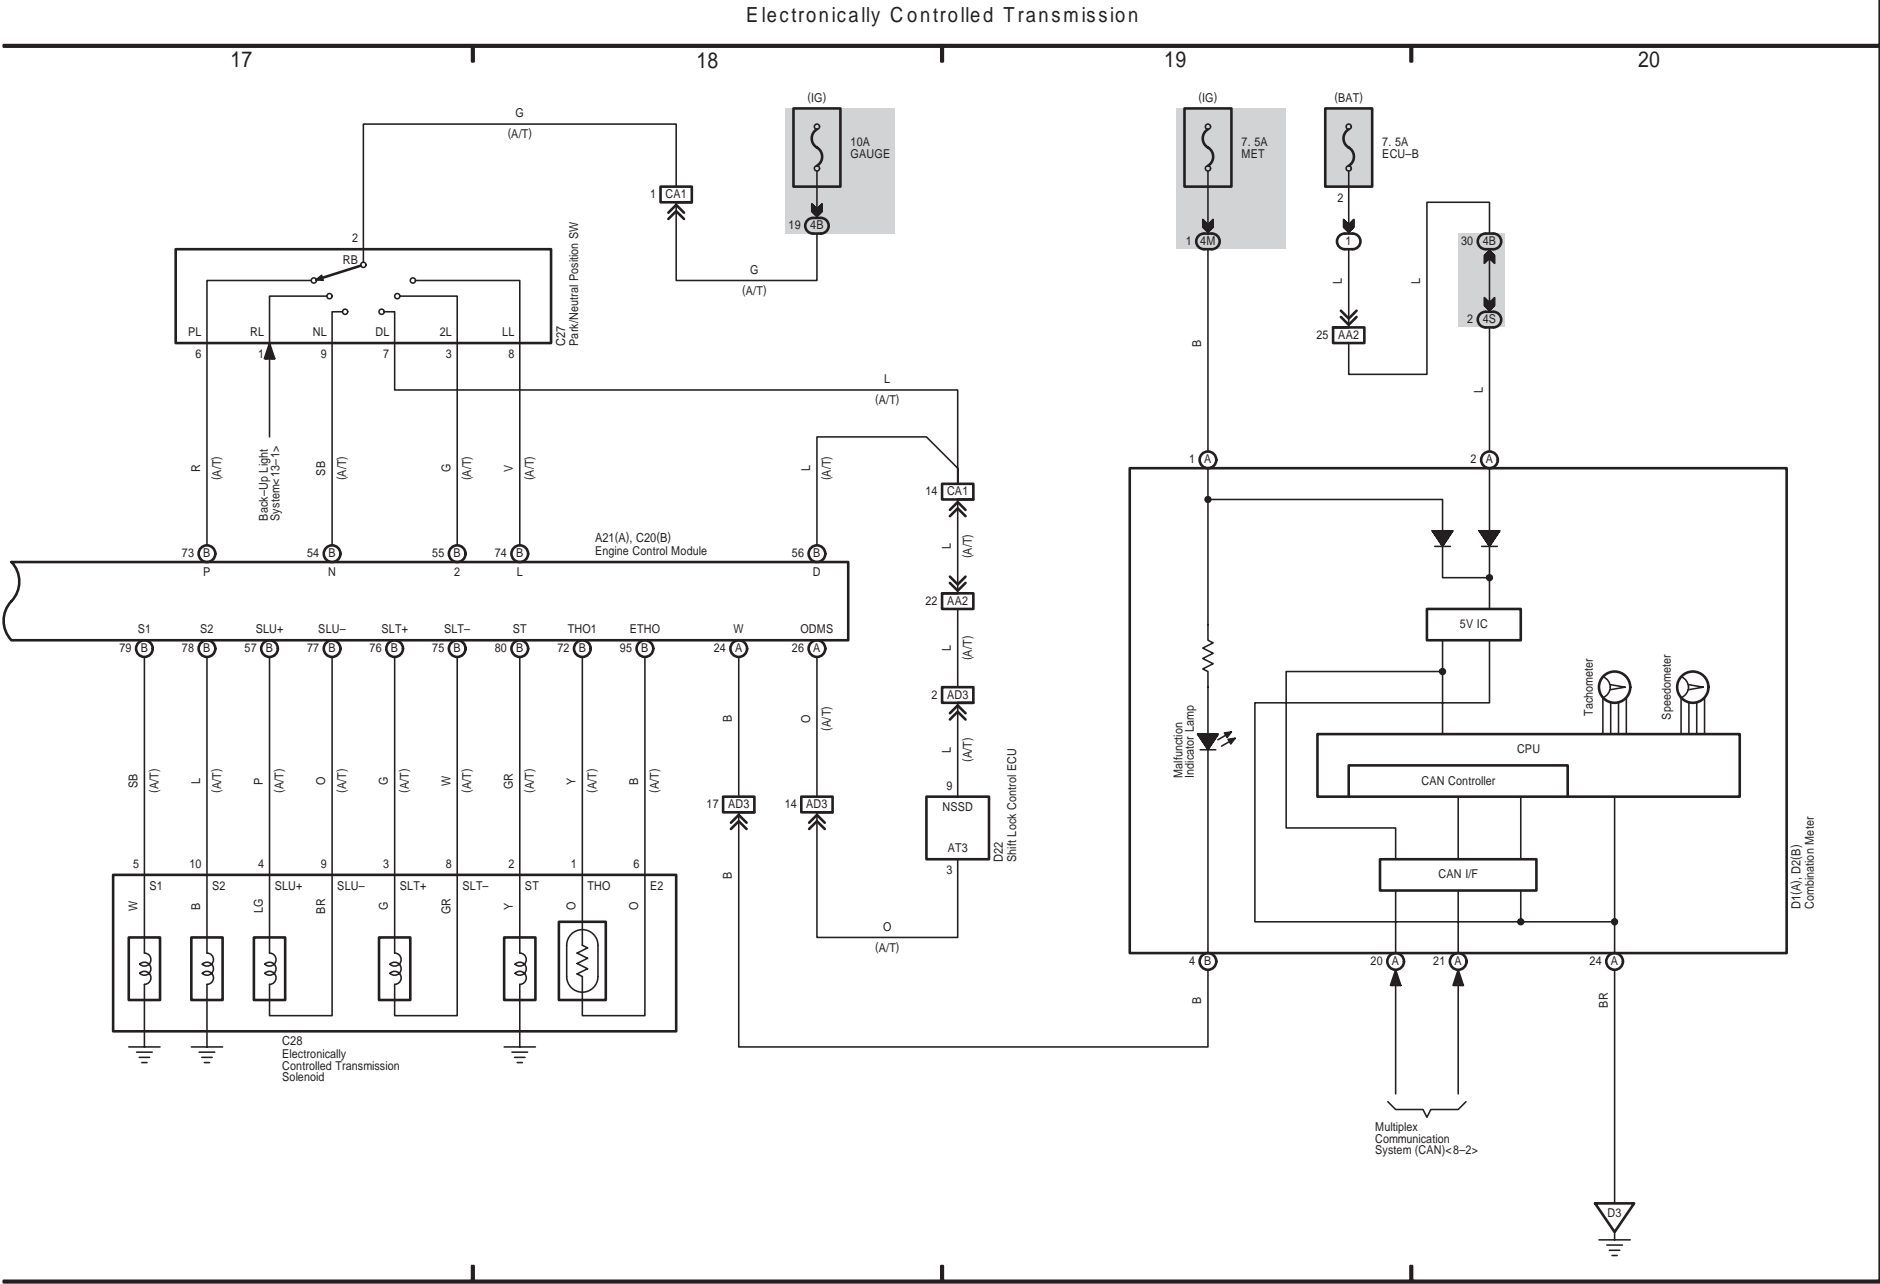 Electronically Controlled Transmission
17
18
19
20
G
(A/T)
(IG)
10A
GAUGE
(IG)
7. 5A
MET
(BAT)
7. 5A
ECU–B
1 CA1
19 4B
2
1 4M
1
30 4B
2
RB
G
(A/T)
L
L
2 4S
25 AA2
PL RL NL DL 2L LL
6 1 9 7 3 8
C27
Park/Neutral Position SW
B
L
L
(A/T)
R
(A/T)
Back–Up Light
System<13–1>
SB
(A/T)
G
(A/T)
V
(A/T)
L
(A/T)
1 A
2 A
14 CA1
L
(A/T)
A21(A), C20(B)
Engine Control Module
73 B
54 B
55 B
74 B
56 B
P N 2 L D
22 AA2
5V IC
S1 S2 SLU+ SLU– SLT+ SLT– ST THO1 ETHO W ODMS
79 B
78 B
57 B
77 B
76 B
75 B
80 B
72 B
95 B
24 A
26 A
L
(A/T)
2 AD3
Tachometer
Speedometer
B
O
(A/T)
L
(A/T)
Malfunction
Indicator Lamp
CPU
CAN Controller
SB
(A/T)
L
(A/T)
P
(A/T)
O
(A/T)
G
(A/T)
W
(A/T)
GR
(A/T)
Y
(A/T)
B
(A/T)
17 AD3
14 AD3
9
NSSD
AT3
3
D22
Shift Lock Control ECU
5 10 4 9 3 8 2 1 6
S1 S2 SLU+ SLU– SLT+ SLT– ST THO E2
W B LG BR G GR Y O O
B
CAN I/F
D1(A), D2(B)
Combination Meter
O
(A/T)
4 B
20 A
21 A
24 A
B
BR
C28
Electronically
Controlled Transmission
Solenoid
Multiplex
Communication
System (CAN)<8–2>
D3